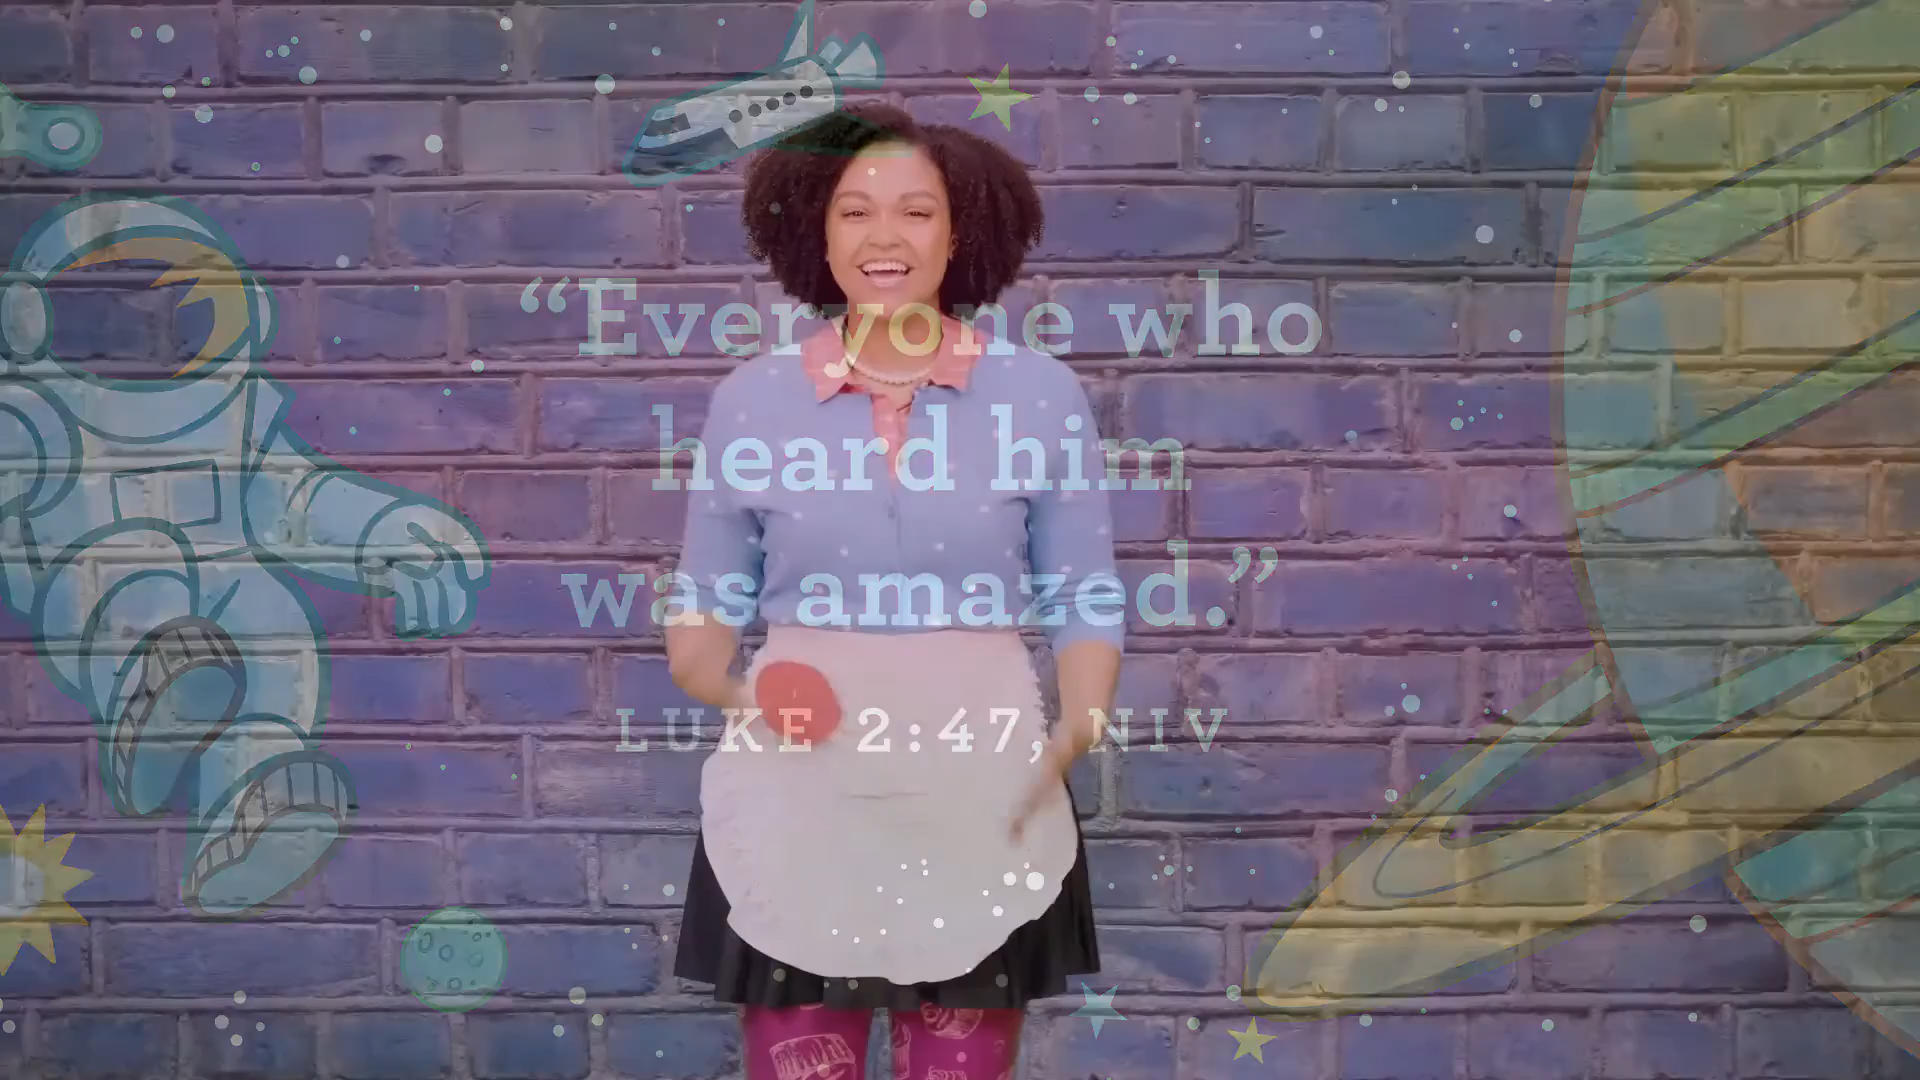 “Everyone who
heard him
was amazed.”
LUKE 2:47, NIV